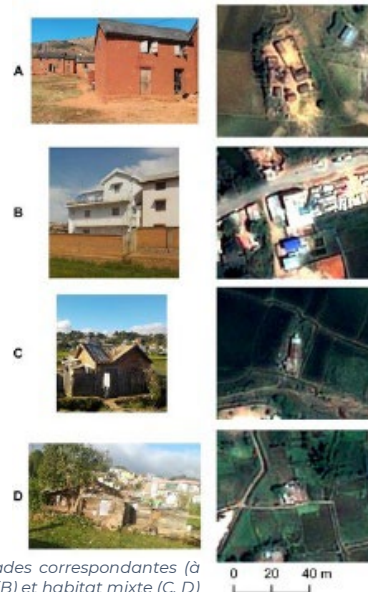 A
B
C
D
ades correspondantes (à
(B) et habitat mixte (C, D)
0 20 40 m